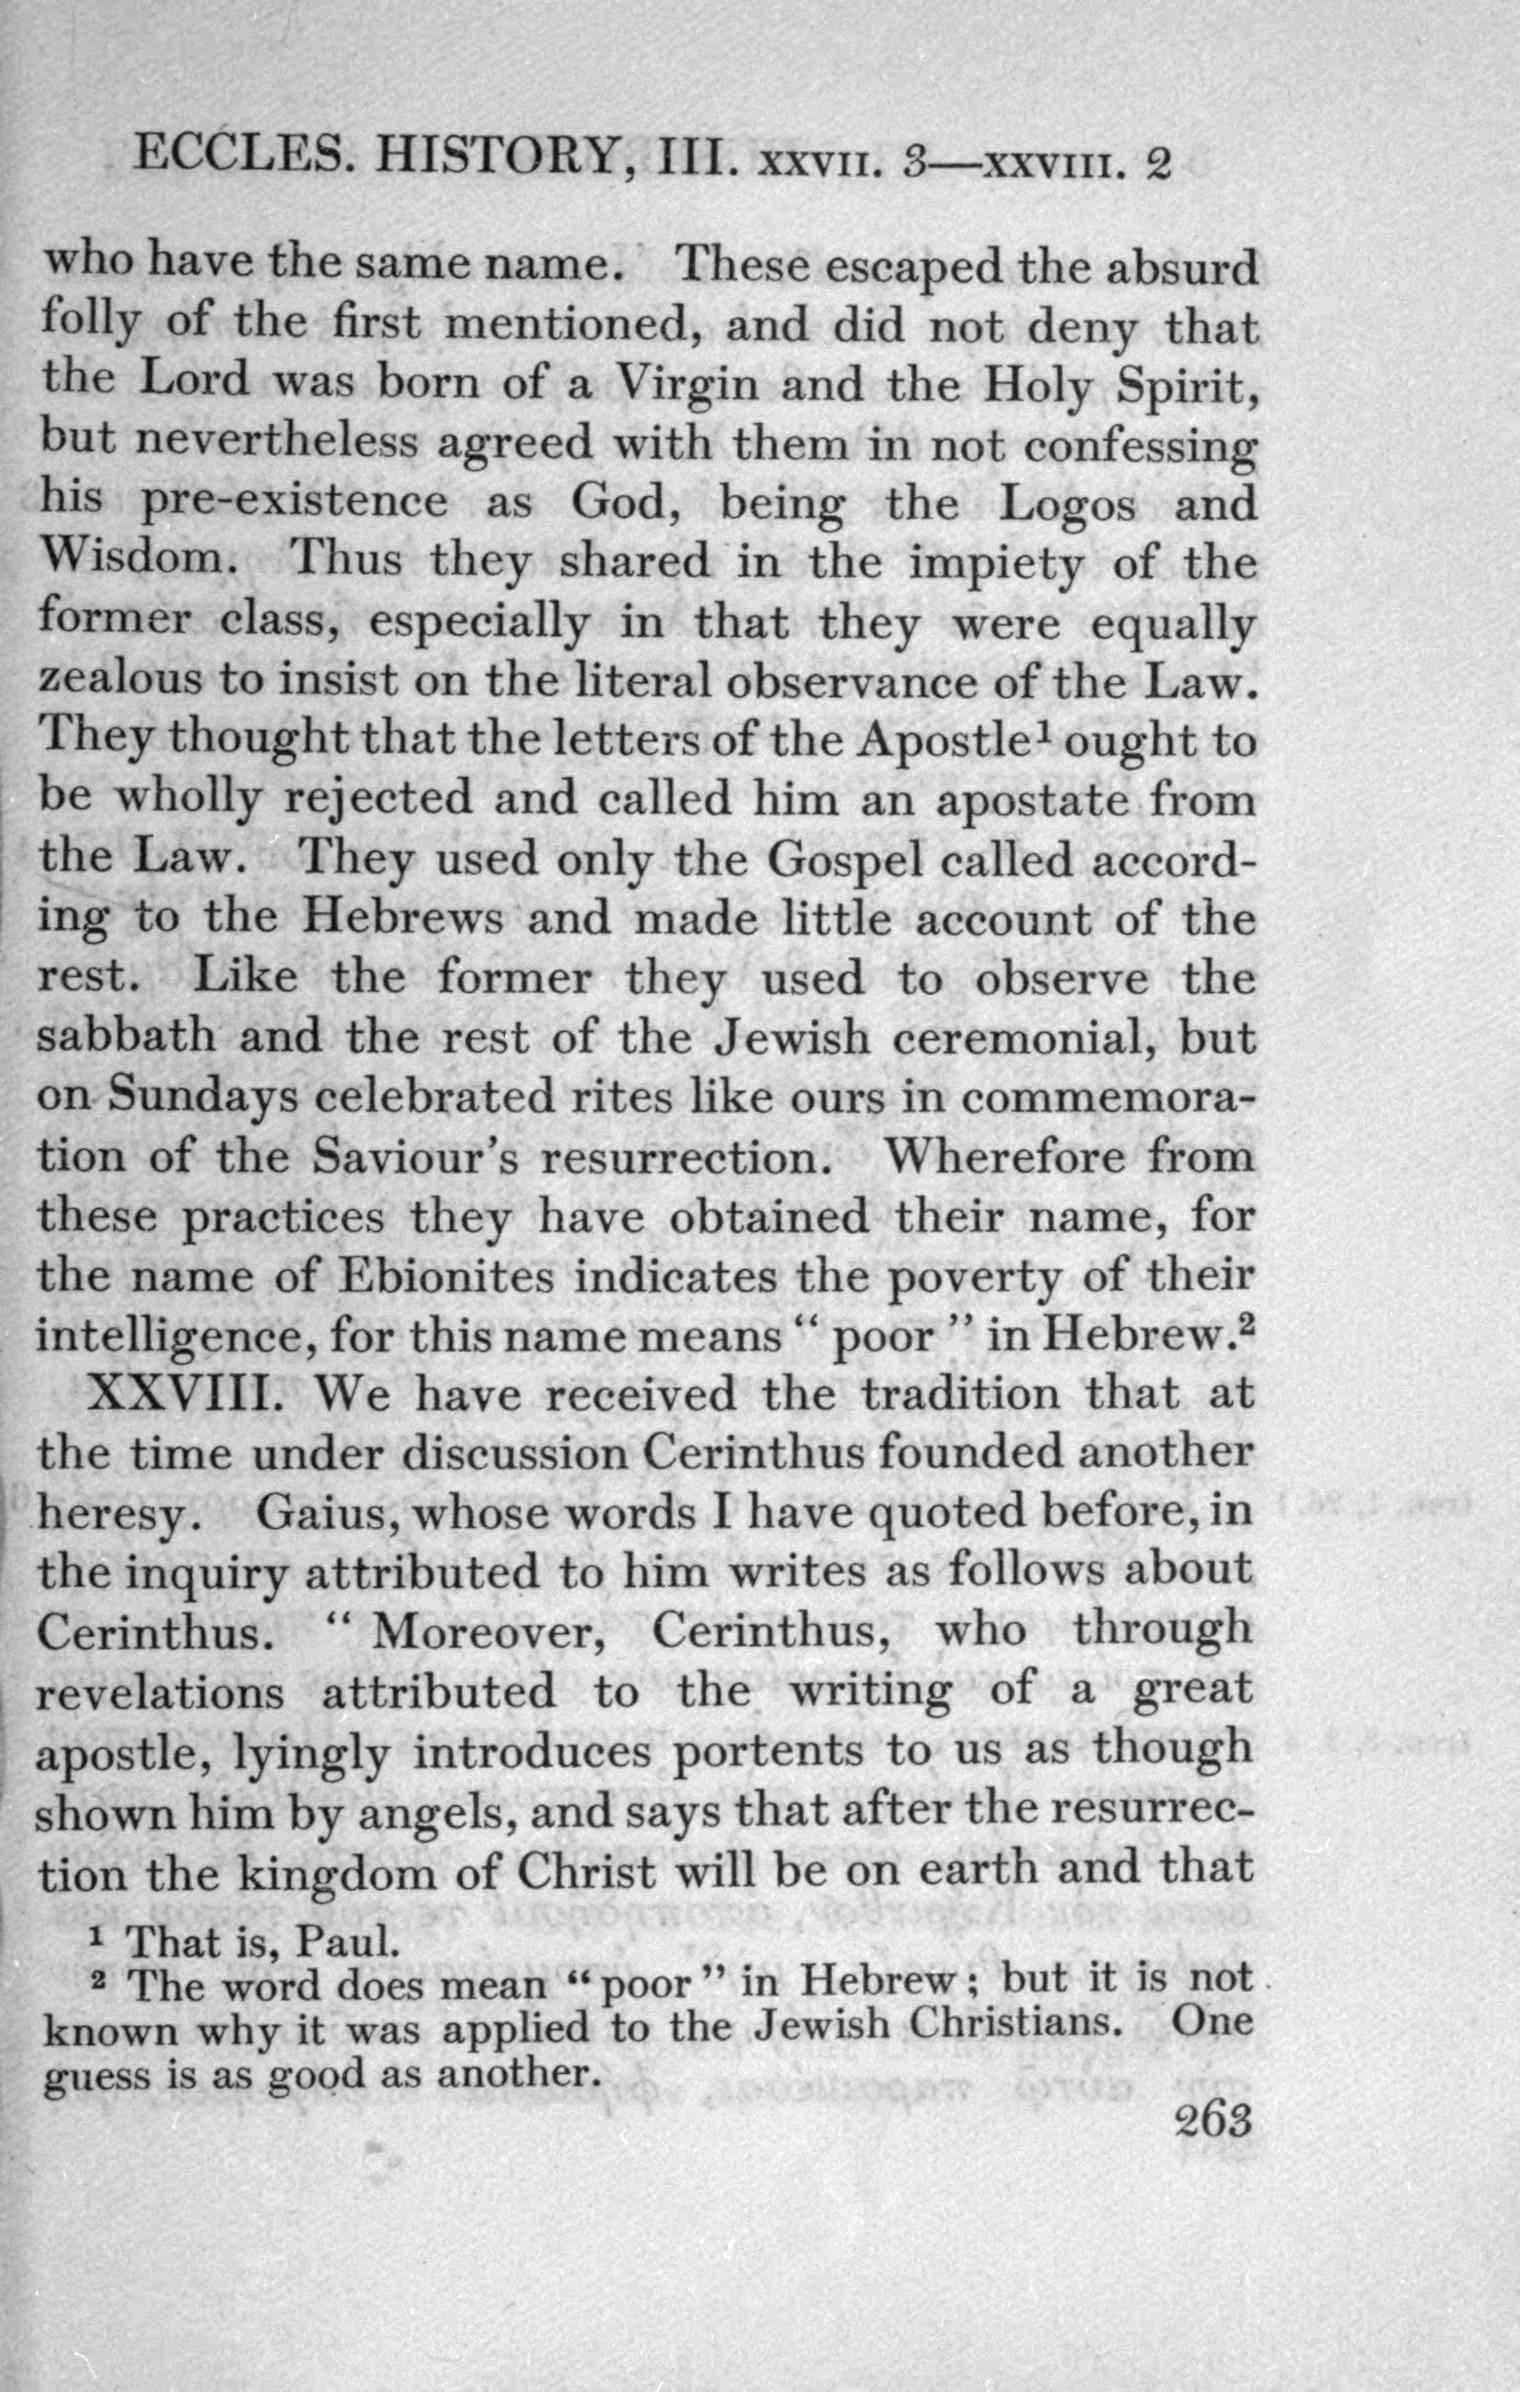 ECCLES. HISTORY, III. XXVII. 3—XXVIII. 2
who have the same name. These escaped the absurd
folly of the first mentioned, and did not deny that
the Lord was born of a Virgin and the Holy Spirit,
but nevertheless agreed with them in not confessing
his pre-existence as God, being the Logos and
Wisdom. Thus they shared in the impiety of the
former class, especially in that they were equally
zealous to insist on the literal observance of the Law.
They thought that the letters of the Apostle¹ ought to
be wholly rejected and called him an apostate from
the Law. They used only the Gospel called accord-
ing to the Hebrews and made little account of the
rest. Like the former they used to observe the
sabbath and the rest of the Jewish ceremonial, but
on Sundays celebrated rites like ours in commemora-
tion of the Saviour's resurrection. Wherefore from
these practices they have obtained their name, for
the name of Ebionites indicates the poverty of their
intelligence, for this name means “ poor ” in Hebrew.²
XXVIII. We have received the tradition that at
the time under discussion Cerinthus founded another
heresy. Gaius, whose words I have quoted before, in
the inquiry attributed to him writes as follows about
Cerinthus. “ Moreover, Cerinthus, who through
revelations attributed to the writing of a great
apostle, lyingly introduces portents to us as though
shown him by angels, and says that after the resurrec-
tion the kingdom of Christ will be on earth and that
¹ That is, Paul.
² The word does mean “poor” in Hebrew; but it is not
known why it was applied to the Jewish Christians. One
guess is as good as another.
263